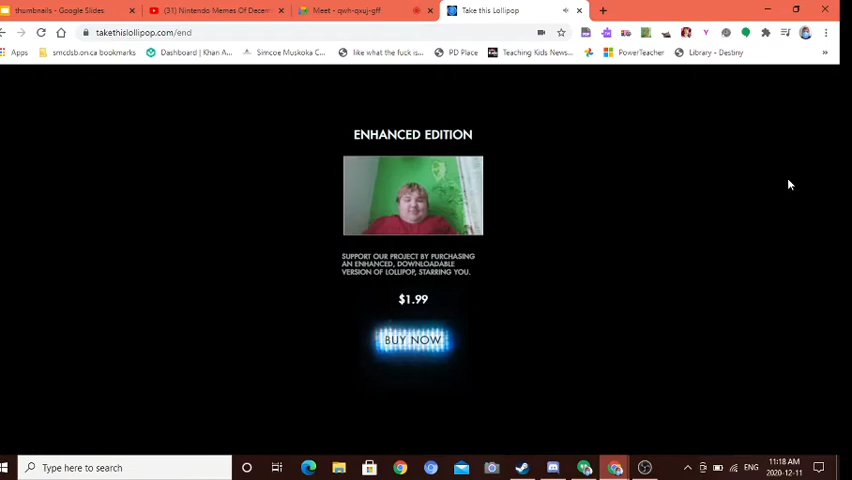 thumbnails - Google Slides
(31) Nintendo Memes Of Decem
Meet - qwh-qxuj-gff
Take this Lollipop
takethislollipop.com/end
smcdsb.on.ca bookmarks
Dashboard | Khan A...
Simcoe Muskoka C...
like what the fuck is...
PD Place
Teaching Kids News...
PowerTeacher
Library - Destiny
ENHANCED EDITION
SUPPORT OUR PROJECT BY PURCHASING
AN ENHANCED, DOWNLOADABLE
VERSION OF LOLLIPOP, STARRING YOU.
$1.99
BUY NOW
Type here to search
ENG
11:18 AM
2020-12-11